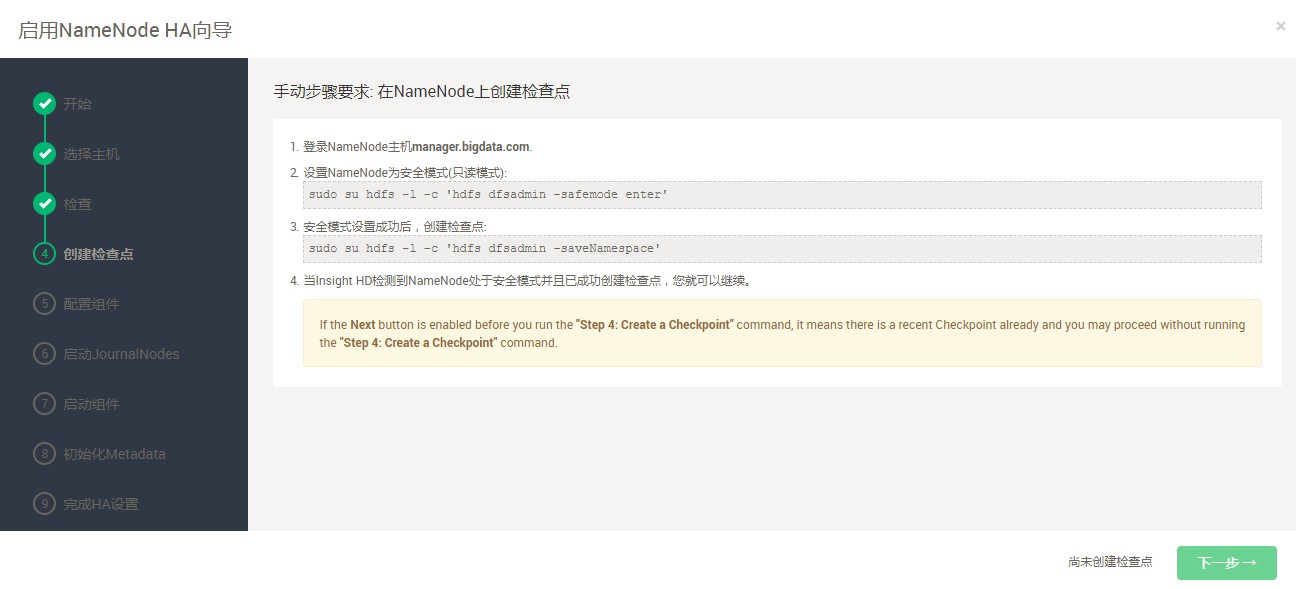 启用NameNode HA向导
×
开始
选择主机
检查
4 创建检查点
5 配置组件
6 启动JournalNodes
7 启动组件
8 初始化Metadata
9 完成HA设置
手动步骤要求: 在NameNode上创建检查点
1. 登录NameNode主机manager.bigdata.com.
2. 设置NameNode为安全模式(只读模式):
sudo su hdfs -l -c 'hdfs dfsadmin -safemode enter'
3. 安全模式设置成功后，创建检查点:
sudo su hdfs -l -c 'hdfs dfsadmin -saveNamespace'
4. 当Insight HD检测到NameNode处于安全模式并且已成功创建检查点，您就可以继续。
If the Next button is enabled before you run the "Step 4: Create a Checkpoint" command, it means there is a recent Checkpoint already and you may proceed without running
the "Step 4: Create a Checkpoint" command.
尚未创建检查点
下一步 →